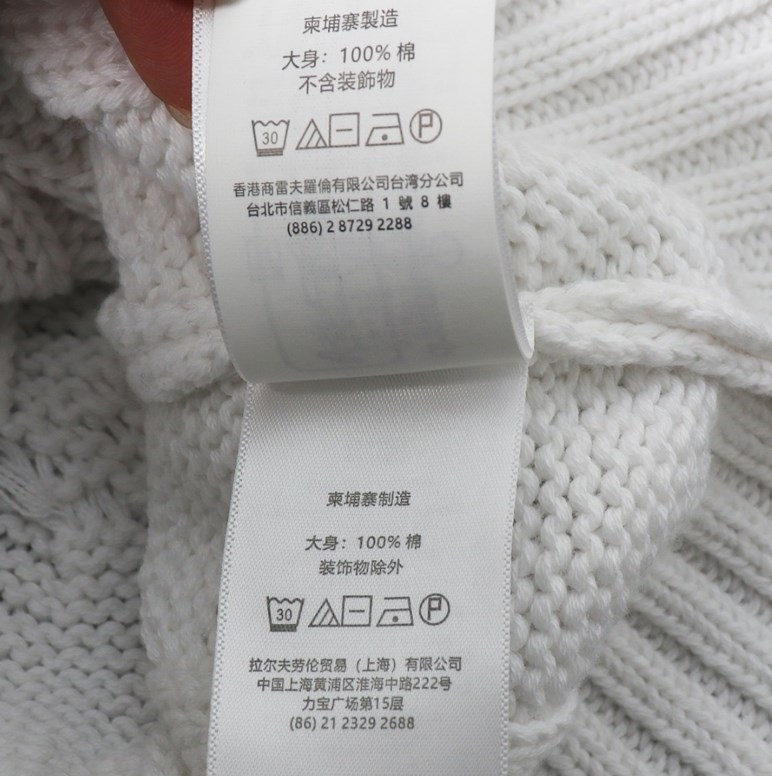 柬埔寨製造
大身：100% 棉
不含装飾物
30 P
香港商雷夫羅倫有限公司台湾分公司
台北市信義區松仁路 1 號 8 樓
(886) 2 8729 2288
柬埔寨制造
大身：100% 棉
装饰物除外
30 P
拉尔夫劳伦贸易（上海）有限公司
中国上海黄浦区淮海中路222号
力宝广场第15层
(86) 21 2329 2688